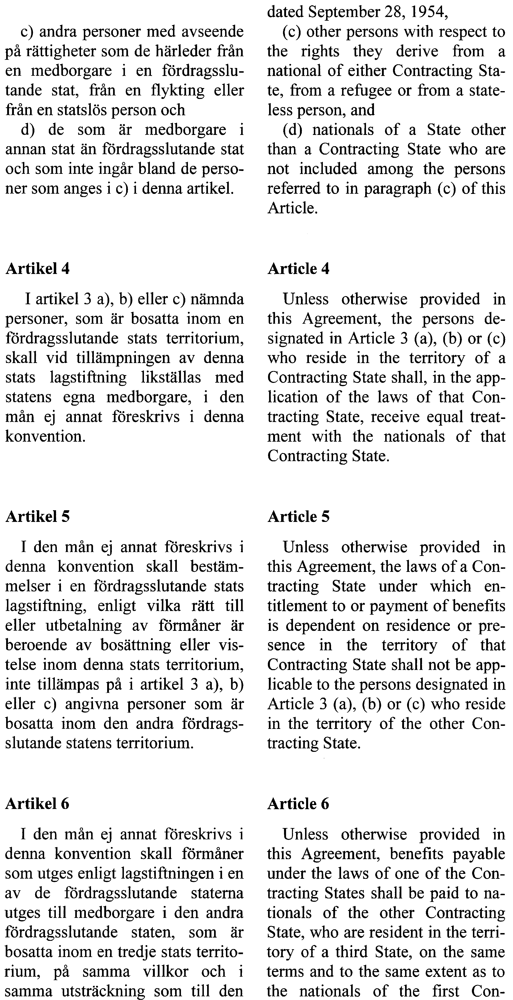 c) andra personer med avseende
på rättigheter som de härleder från
en medborgare i en fördragsslu-
tande stat, från en flykting eller
från en statslös person och
d) de som är medborgare i
annan stat än fördragsslutande stat
och som inte ingår bland de perso-
ner som anges i c) i denna artikel.
Artikel 4
I artikel 3 a), b) eller c) nämnda
personer, som är bosatta inom en
fördragsslutande stats territorium,
skall vid tillämpningen av denna
stats lagstiftning likställas med
statens egna medborgare, i den
mån ej annat föreskrivs i denna
konvention.
Artikel 5
I den mån ej annat föreskrivs i
denna konvention skall bestäm-
melser i en fördragsslutande stats
lagstiftning, enligt vilka rätt till
eller utbetalning av förmåner är
beroende av bosättning eller vis-
telse inom denna stats territorium,
inte tillämpas på i artikel 3 a), b)
eller c) angivna personer som är
bosatta inom den andra fördrags-
slutande statens territorium.
Artikel 6
I den mån ej annat föreskrivs i
denna konvention skall förmåner
som utges enligt lagstiftningen i en
av de fördragsslutande staterna
utges till medborgare i den andra
fördragsslutande staten, som är
bosatta inom en tredje stats territo-
rium, på samma villkor och i
samma utsträckning som till den
dated September 28, 1954,
(c) other persons with respect to
the rights they derive from a
national of either Contracting Sta-
te, from a refugee or from a state-
less person, and
(d) nationals of a State other
than a Contracting State who are
not included among the persons
referred to in paragraph (c) of this
Article.
Article 4
Unless otherwise provided in
this Agreement, the persons de-
signated in Article 3 (a), (b) or (c)
who reside in the territory of a
Contracting State shall, in the app-
lication of the laws of that Con-
tracting State, receive equal treat-
ment with the nationals of that
Contracting State.
Article 5
Unless otherwise provided in
this Agreement, the laws of a Con-
tracting State under which en-
titlement to or payment of benefits
is dependent on residence or pre-
sence in the territory of that
Contracting State shall not be app-
licable to the persons designated in
Article 3 (a), (b) or (c) who reside
in the territory of the other Con-
tracting State.
Article 6
Unless otherwise provided in
this Agreement, benefits payable
under the laws of one of the Con-
tracting States shall be paid to na-
tionals of the other Contracting
State, who are resident in the terri-
tory of a third State, on the same
terms and to the same extent as to
the nationals of the first Con-